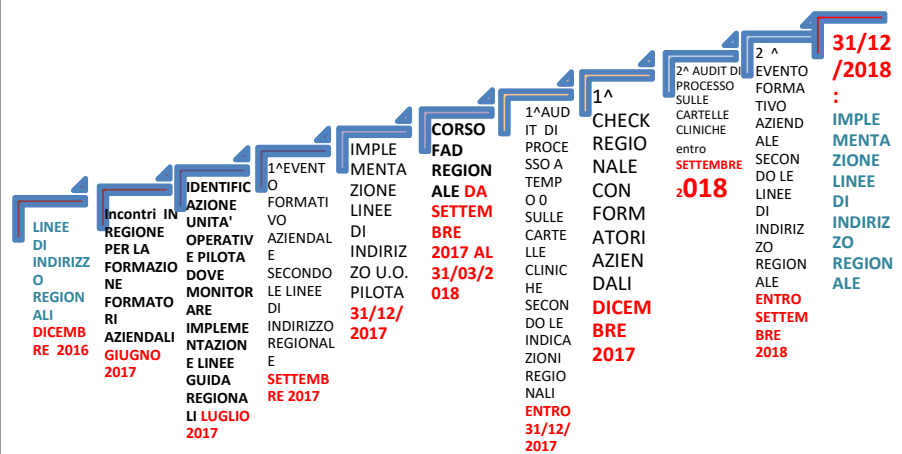 LINEE
DI
INDIRIZZ
O
REGION
ALI
DICEMB
RE 2016
Incontri IN
REGIONE
PER LA
FORMAZIO
NE
FORMATO
RI
AZIENDALI
GIUGNO
2017
IDENTIFIC
AZIONE
UNITA'
OPERATIV
E PILOTA
DOVE
MONITOR
ARE
IMPLEME
NTAZION
E LINEE
GUIDA
REGIONA
LI LUGLIO
2017
1^EVENT
O
FORMATI
VO
AZIENDAL
E
SECONDO
LE LINEE
DI
INDIRIZZO
REGIONAL
E
SETTEMB
RE 2017
IMPLE
MENTA
ZIONE
LINEE
DI
INDIRIZ
ZO U.O.
PILOTA
31/12/
2017
CORSO
FAD
REGION
ALE DA
SETTEM
BRE
2017 AL
31/03/2
018
1^AUD
IT DI
PROCE
SSO A
TEMP
O 0
SULLE
CARTE
LLE
CLINIC
HE
SECON
DO LE
INDICA
ZIONI
REGIO
NALI
ENTRO
31/12/
2017
1^
CHECK
REGIO
NALE
CON
FORM
ATORI
AZIEN
DALI
DICEM
BRE
2017
2^ AUDIT DI
PROCESSO
SULLE
CARTELLE
CLINICHE
entro
SETTEMBRE
2018
2 ^
EVENTO
FORMA
TIVO
AZIEND
ALE
SECON
DO LE
LINEE
DI
INDIRIZ
ZO
REGION
ALE
ENTRO
SETTEM
BRE
2018
31/12
/2018
:
IMPLE
MENTA
ZIONE
LINEE
DI
INDIRIZ
ZO
REGION
ALE